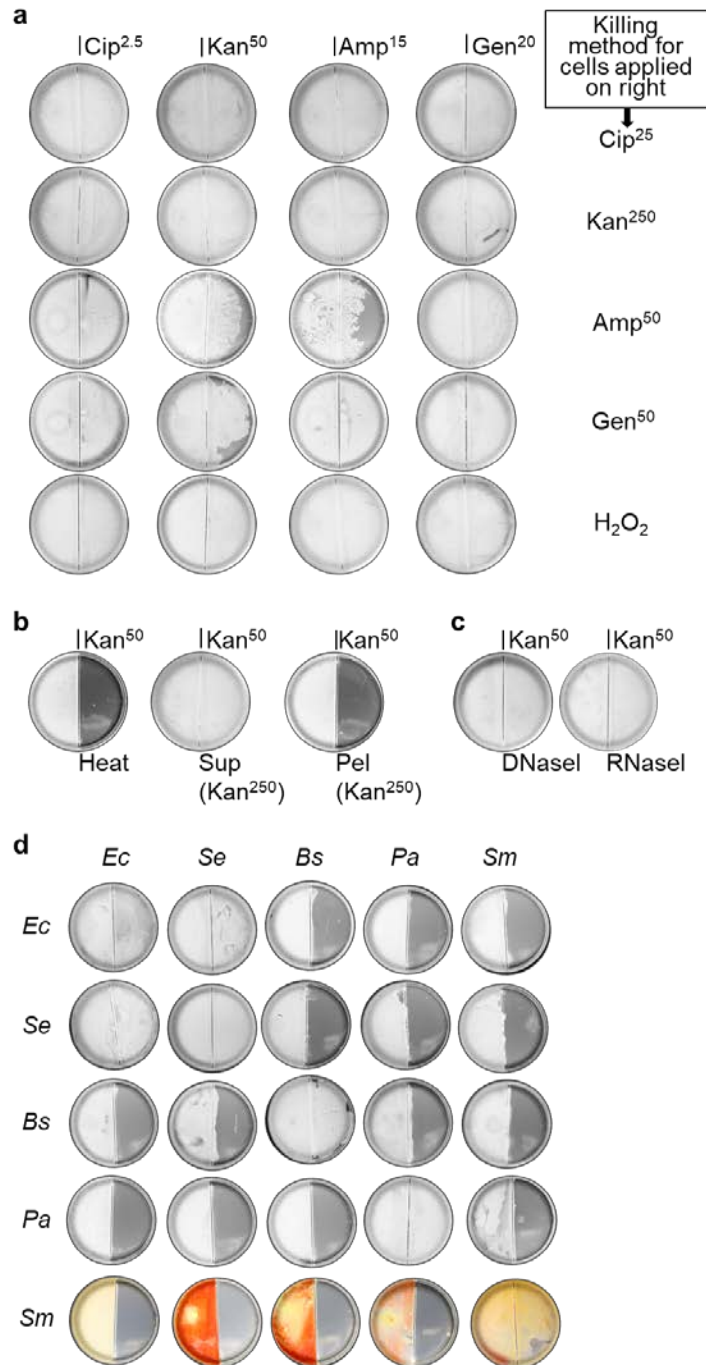 a
|Cip2.5 |Kan50 |Amp15 |Gen20
Killing
method for
cells applied
on right
Cip25
Kan250
Amp50
Gen50
H2O2
b
|Kan50 |Kan50 |Kan50
Heat Sup Pel
(Kan250) (Kan250)
c
|Kan50 |Kan50
DNaseI RNaseI
d
Ec Se Bs Pa Sm
Ec
Se
Bs
Pa
Sm